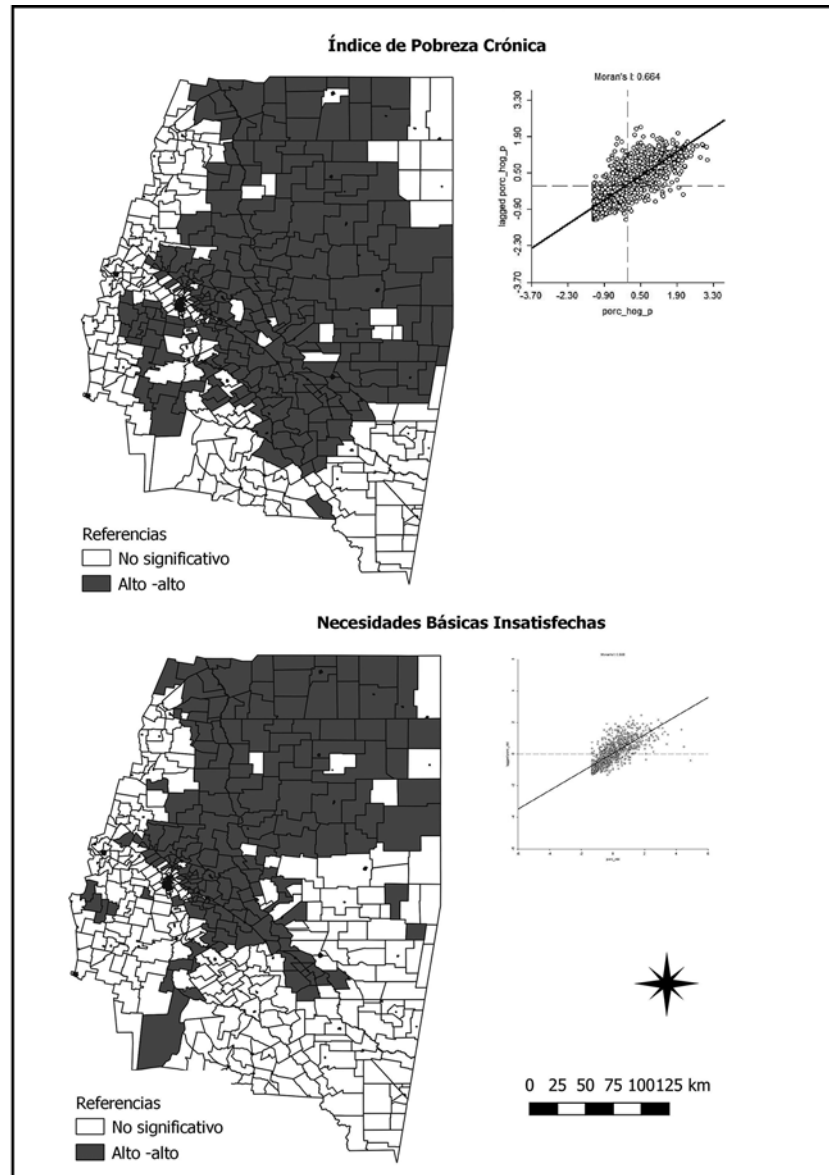 Índice de Pobreza Crónica
Moran's I: 0.664
3.30
1.90
0.50
-0.90
-2.30
-3.70
lagged porc_hog_p
-3.70 -2.30 -0.90 0.50 1.90 3.30
porc_hog_p
Referencias
No significativo
Alto -alto
Necesidades Básicas Insatisfechas
Referencias
No significativo
Alto -alto
0 25 50 75 100 125 km